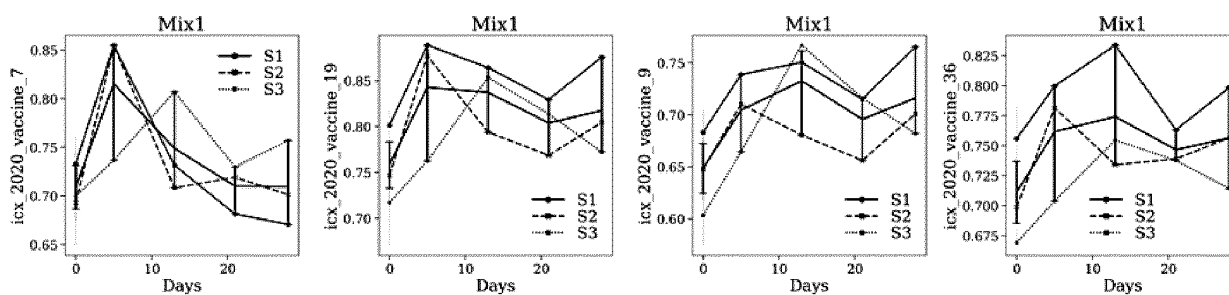 Mix1
icx_2020_vaccine_7
0.85
0.80
0.75
0.70
0.65
S1
S2
S3
0
10
20
Days
Mix1
icx_2020_vaccine_19
0.85
0.80
0.75
0.70
S1
S2
S3
0
10
20
Days
Mix1
icx_2020_vaccine_9
0.75
0.70
0.65
0.60
S1
S2
S3
0
10
20
Days
Mix1
icx_2020_vaccine_36
0.825
0.800
0.775
0.750
0.725
0.700
0.675
S1
S2
S3
0
10
20
Days